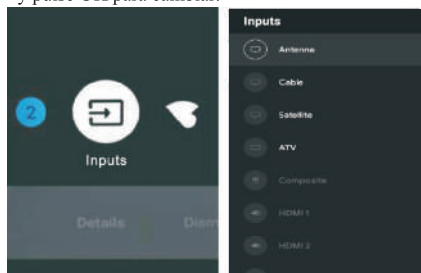 Inputs
Antenna
Cable
Satellite
ATV
Composite
HDMI 1
HDMI 2
2
Inputs
Details